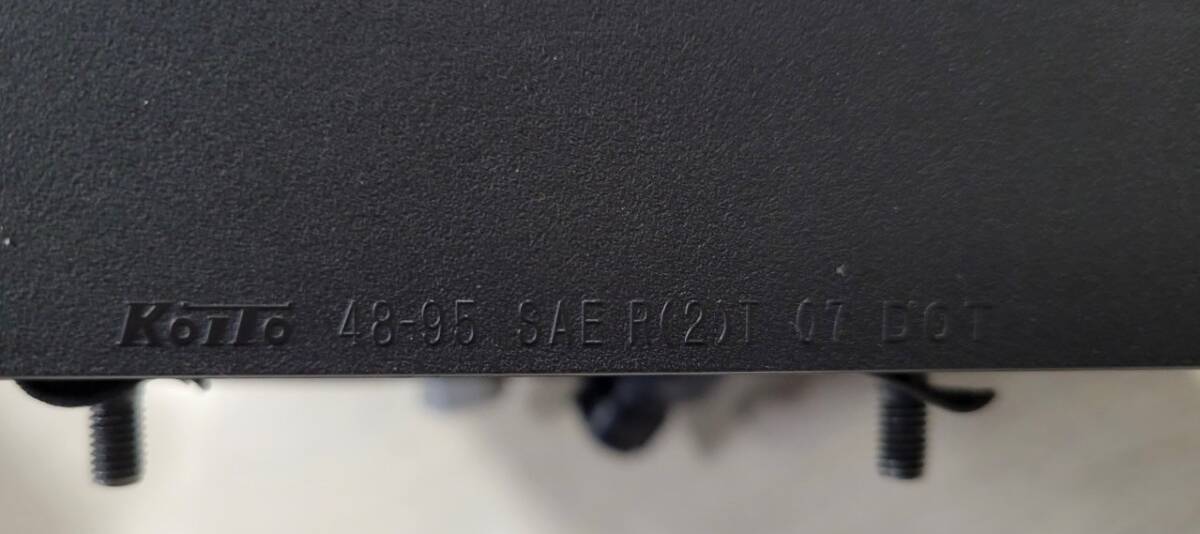 KOITO 48-95 SAE R(2)T 07 DOT